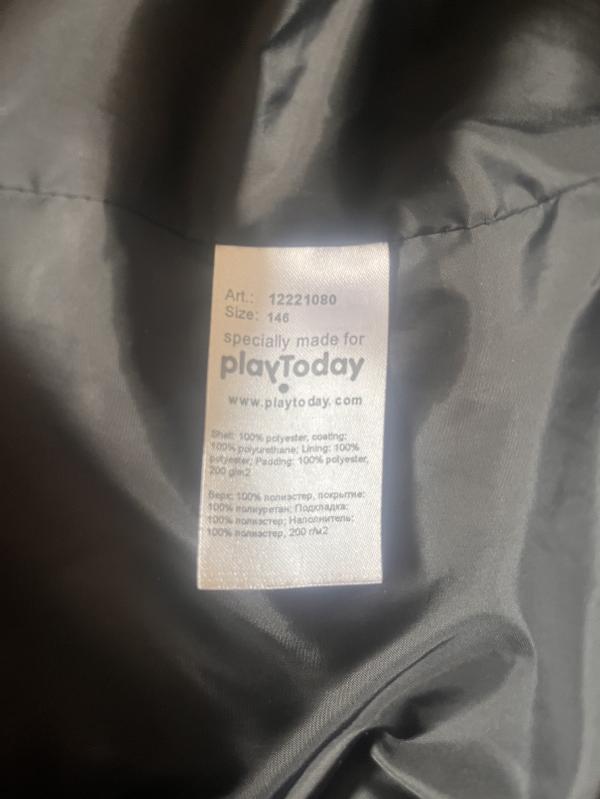 Art.: 12221080
Size: 146
specially made for
playToday
www.playtoday.com
Shell: 100% polyester, coating:
100% polyurethane; Lining: 100%
polyester; Padding: 100% polyester,
200 g/m2
Верх: 100% полиэстер, покрытие:
100% полиуретан; Подкладка:
100% полиэстер; Наполнитель:
100% полиэстер, 200 г/м2